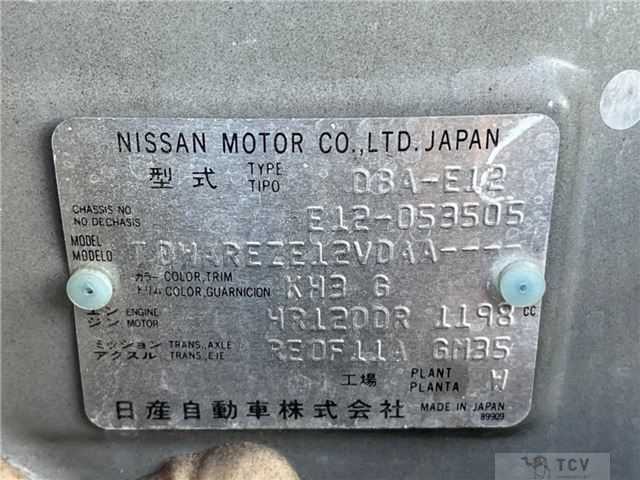 NISSAN MOTOR CO.,LTD. JAPAN
型式 TYPE TIPO DBA-E12
CHASSIS NO NO.DECHASIS E12-053505
MODEL MODELO REZE12VDAA----
カラー COLOR,TRIM
トリム COLOR,GUARNICION KH3 G
エンジン ENGINE MOTOR HR12DDR 1198 CC
ミッション TRANS.,AXLE
アクスル TRANS.,EJE RE0F11A GM35
工場 PLANT PLANTA W
日産自動車株式会社 MADE IN JAPAN
89909
TCV